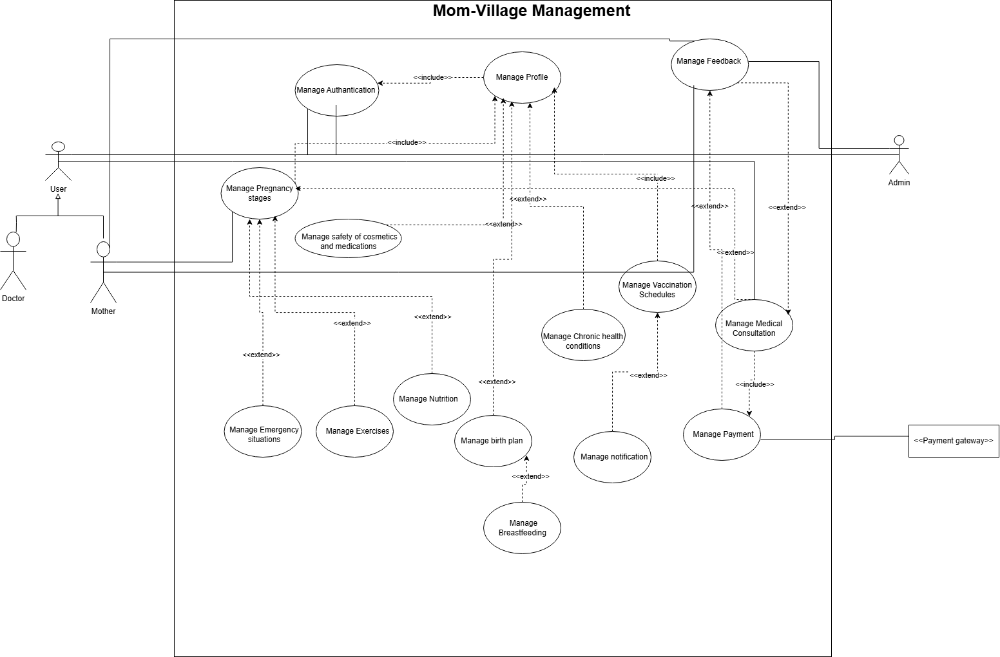 Mom-Village Management
Manage Feedback
<<include>>
Manage Profile
Manage Authantication
<<include>>
User
Admin
<<include>>
Manage Pregnancy
stages
<<extend>>
<<extend>>
<<extend>>
<<extend>>
Manage safety of cosmetics
and medications
<<extend>>
Doctor
Mother
Manage Vaccination
Schedules
<<extend>>
<<extend>>
Manage Medical
Consultation
Manage Chronic health
conditions
<<extend>>
<<extend>>
<<extend>>
<<include>>
Manage Nutrition
Manage Emergency
situations
Manage Exercises
Manage birth plan
Manage Payment
<<Payment gateway>>
Manage notification
<<extend>>
Manage
Breastfeeding